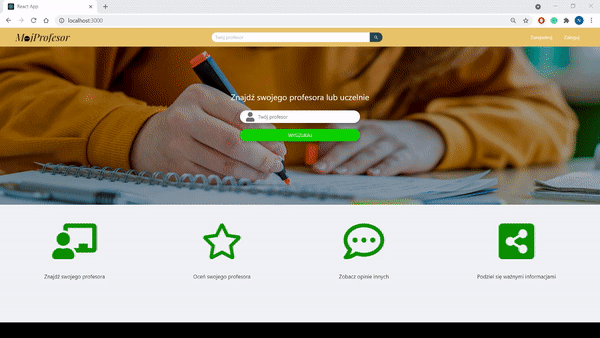 React App
localhost:3000
MojProfesor
Twój profesor
Zarejestruj
Zaloguj
Znajdź swojego profesora lub uczelnie
Twój profesor
WYSZUKAJ
Znajdź swojego profesora
Oceń swojego profesora
Zobacz opinie innych
Podziel się ważnymi informacjami